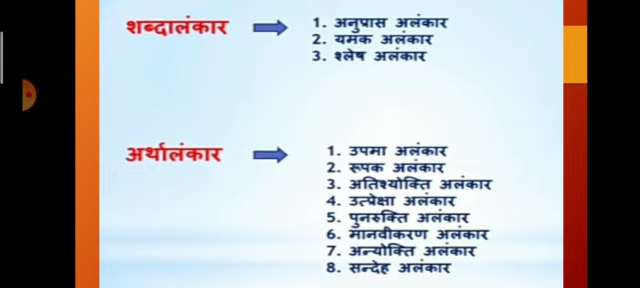 शब्दालंकार
1. अनुप्रास अलंकार
2. यमक अलंकार
3. श्लेष अलंकार
अर्थालंकार
1. उपमा अलंकार
2. रूपक अलंकार
3. अतिश्योक्ति अलंकार
4. उत्प्रेक्षा अलंकार
5. पुनरुक्ति अलंकार
6. मानवीकरण अलंकार
7. अन्योक्ति अलंकार
8. सन्देह अलंकार